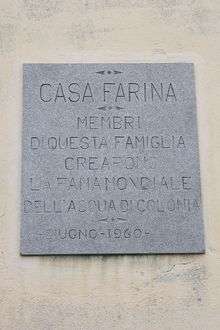 CASA FARINA
MEMBRI
DI QUESTA FAMIGLIA
CREARONO
LA FAMA MONDIALE
DELL'ACQUA DI COLONIA
GIUGNO - 1960 -